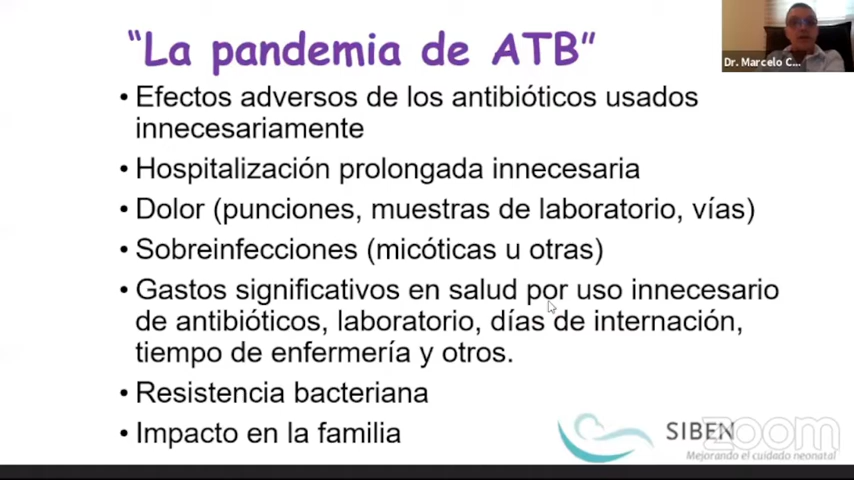 “La pandemia de ATB”
Dr. Marcelo C...
• Efectos adversos de los antibióticos usados
innecesariamente
• Hospitalización prolongada innecesaria
• Dolor (punciones, muestras de laboratorio, vías)
• Sobreinfecciones (micóticas u otras)
• Gastos significativos en salud por uso innecesario
de antibióticos, laboratorio, días de internación,
tiempo de enfermería y otros.
• Resistencia bacteriana
• Impacto en la familia
SIBEN
zoom
Mejorando el cuidado neonatal